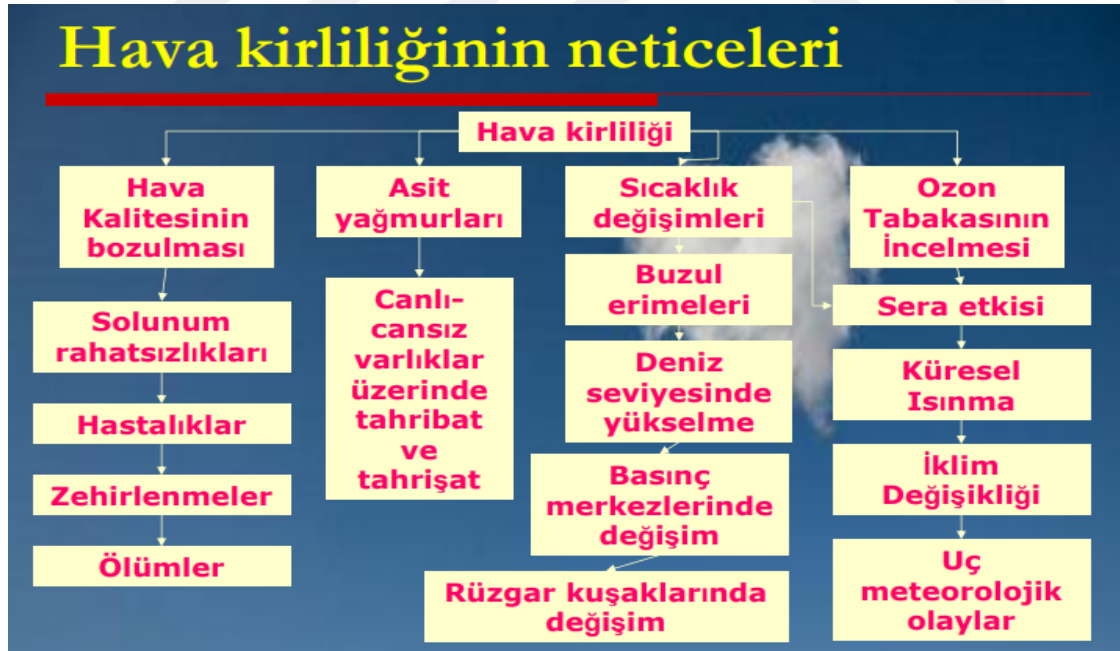 Hava kirliliğinin neticeleri
Hava kirliliği
Hava
Kalitesinin
bozulması
Solunum
rahatsızlıkları
Hastalıklar
Zehirlenmeler
Ölümler
Asit
yağmurları
Canlı-
cansız
varlıklar
üzerinde
tahribat
ve
tahrişat
Sıcaklık
değişimleri
Buzul
erimeleri
Deniz
seviyesinde
yükselme
Basınç
merkezlerinde
değişim
Rüzgar kuşaklarında
değişim
Ozon
Tabakasının
İncelmesi
Sera etkisi
Küresel
Isınma
İklim
Değişikliği
Uç
meteorolojik
olaylar